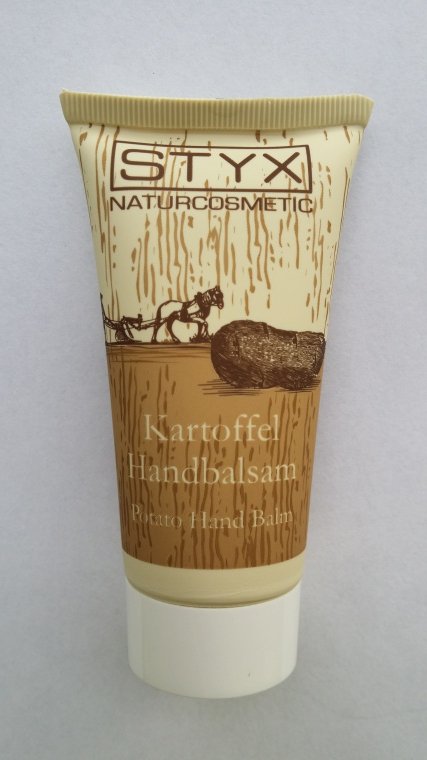 STYX
NATURCOSMETIC
Kartoffel
Handbalsam
Potato Hand Balm